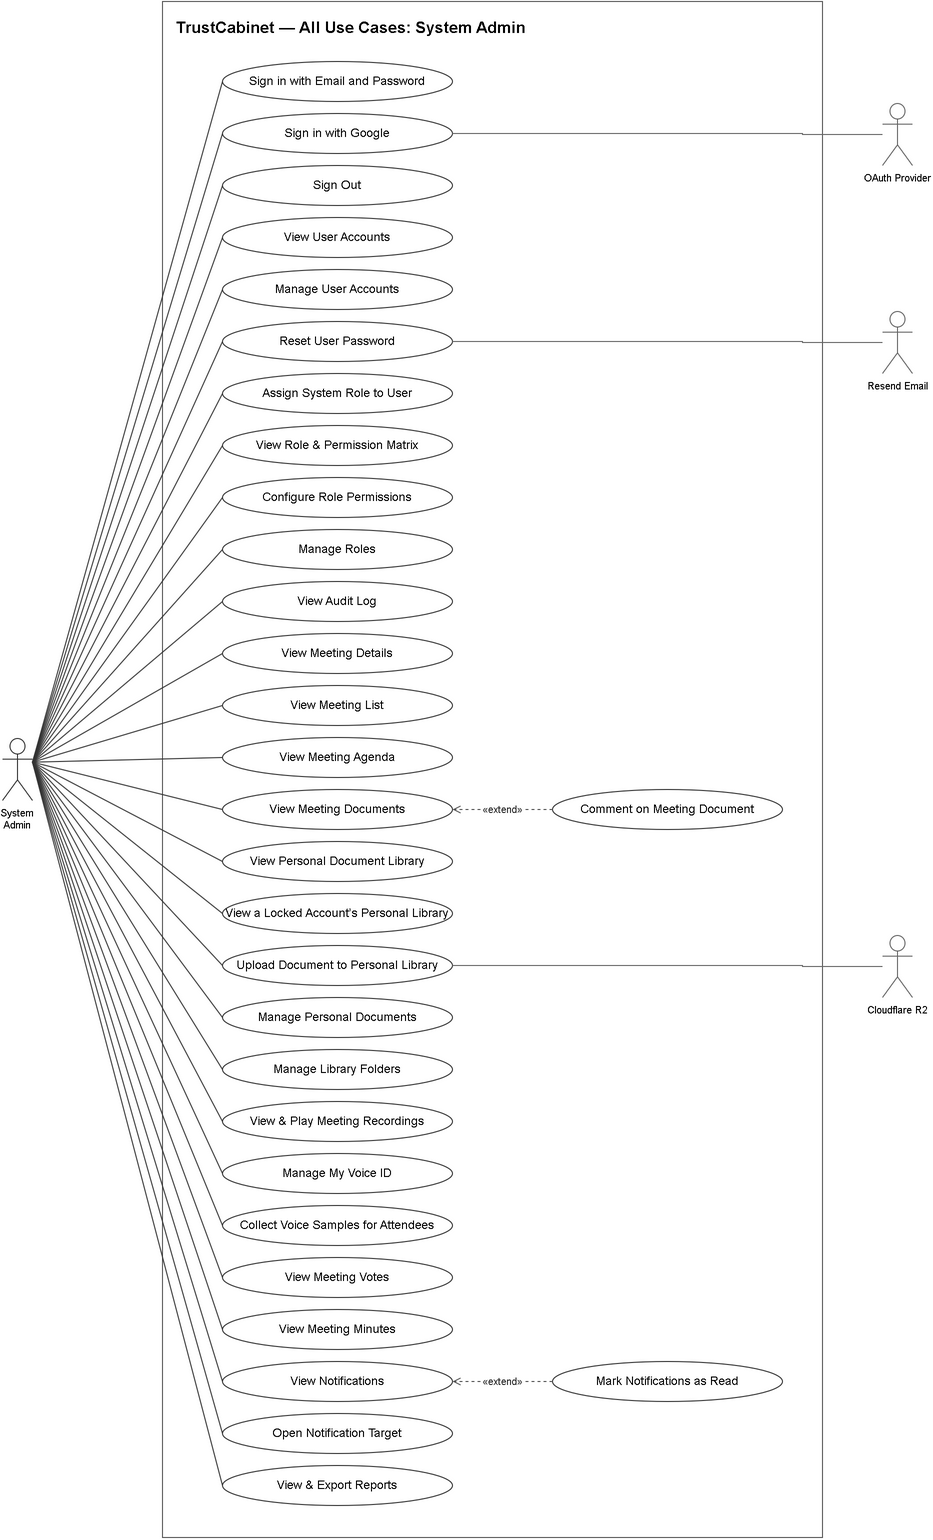 TrustCabinet — All Use Cases: System Admin
Sign in with Email and Password
Sign in with Google
OAuth Provider
Sign Out
View User Accounts
Manage User Accounts
Reset User Password
Resend Email
Assign System Role to User
View Role & Permission Matrix
Configure Role Permissions
Manage Roles
View Audit Log
View Meeting Details
View Meeting List
View Meeting Agenda
System
Admin
View Meeting Documents
«extend»
Comment on Meeting Document
View Personal Document Library
View a Locked Account's Personal Library
Upload Document to Personal Library
Cloudflare R2
Manage Personal Documents
Manage Library Folders
View & Play Meeting Recordings
Manage My Voice ID
Collect Voice Samples for Attendees
View Meeting Votes
View Meeting Minutes
View Notifications
«extend»
Mark Notifications as Read
Open Notification Target
View & Export Reports